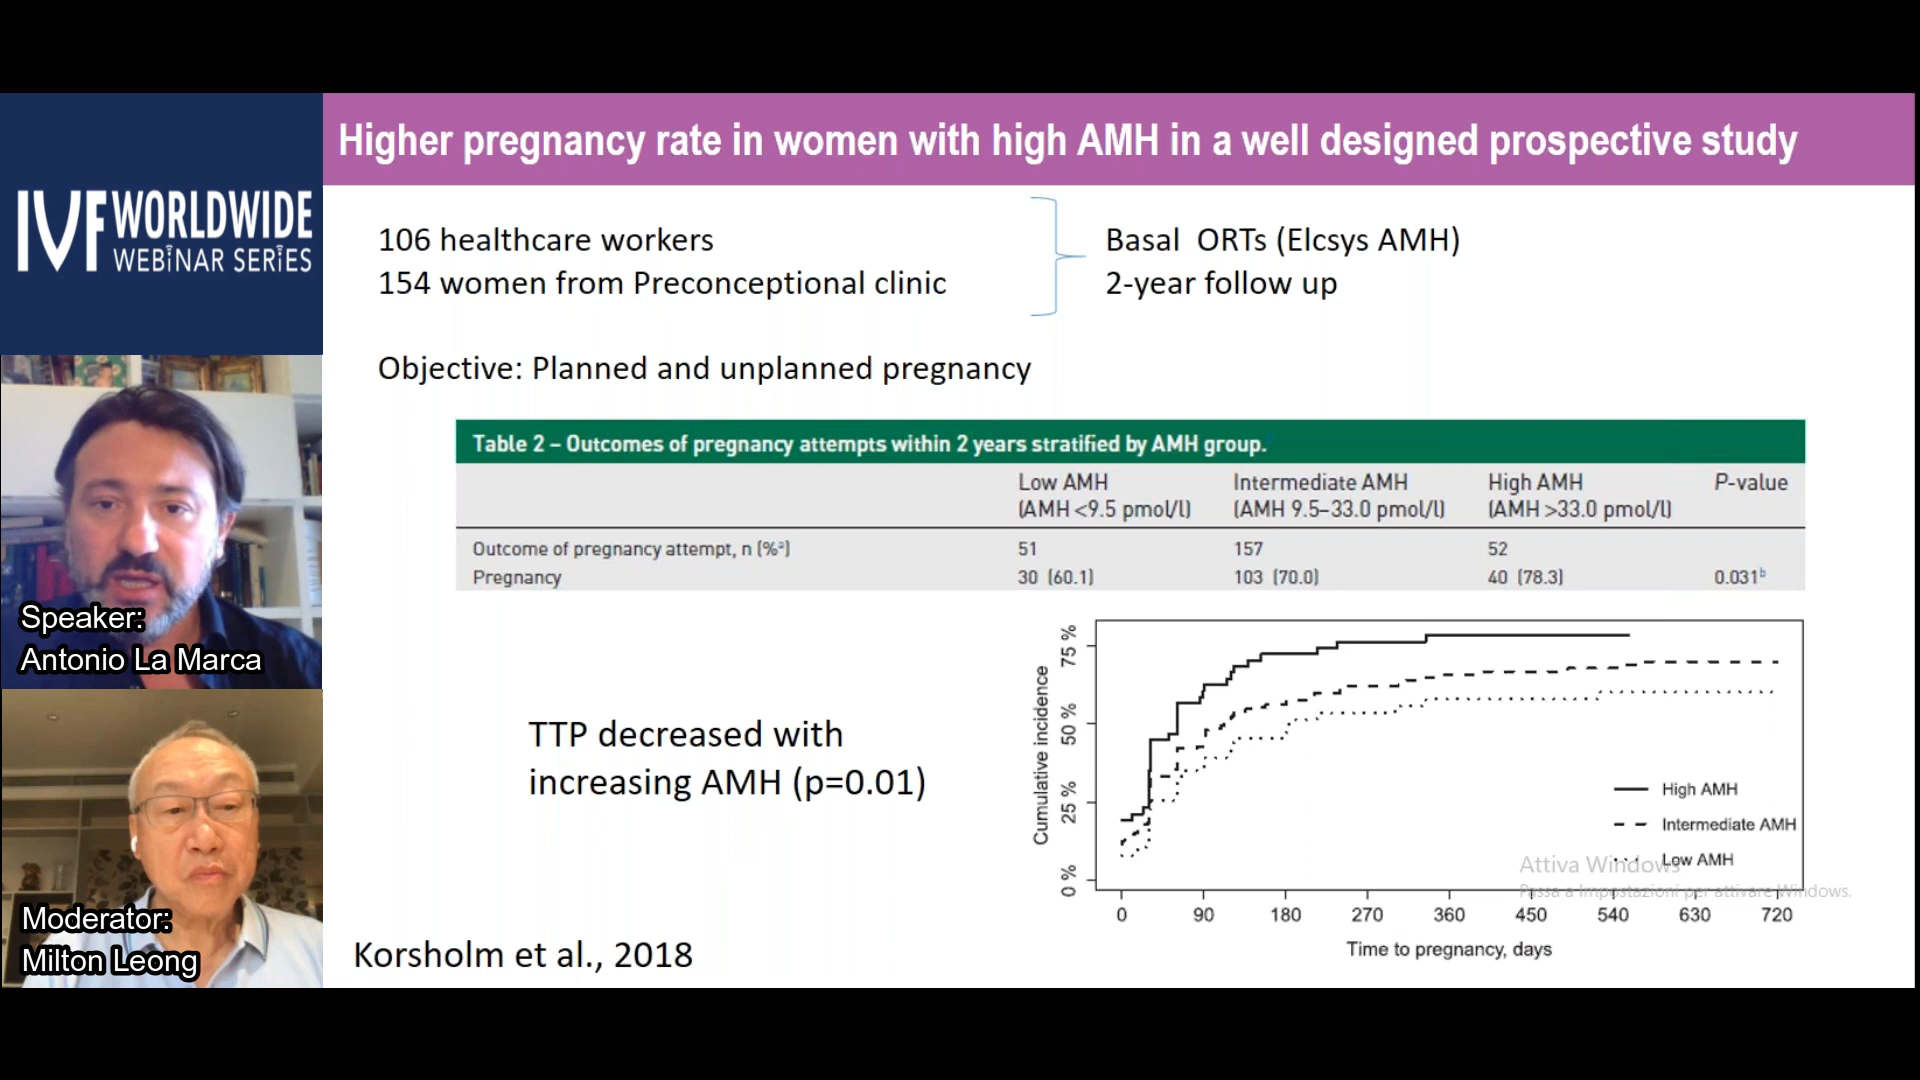 IVF WORLDWIDE
WEBINAR SERIES
Speaker:
Antonio La Marca
Moderator:
Milton Leong
Higher pregnancy rate in women with high AMH in a well designed prospective study
106 healthcare workers
154 women from Preconceptional clinic
Basal ORTs (Elcsys AMH)
2-year follow up
Objective: Planned and unplanned pregnancy
Table 2 – Outcomes of pregnancy attempts within 2 years stratified by AMH group.
Low AMH Intermediate AMH High AMH P-value
(AMH <9.5 pmol/l) (AMH 9.5–33.0 pmol/l) (AMH >33.0 pmol/l)
Outcome of pregnancy attempt, n (%ᵃ) 51 157 52
Pregnancy 30 (60.1) 103 (70.0) 40 (78.3) 0.031ᵇ
TTP decreased with
increasing AMH (p=0.01)
Cumulative incidence
75 %
50 %
25 %
0 %
High AMH
Intermediate AMH
Low AMH
0 90 180 270 360 450 540 630 720
Time to pregnancy, days
Attiva Windows
Passa a Impostazioni per attivare Windows.
Korsholm et al., 2018